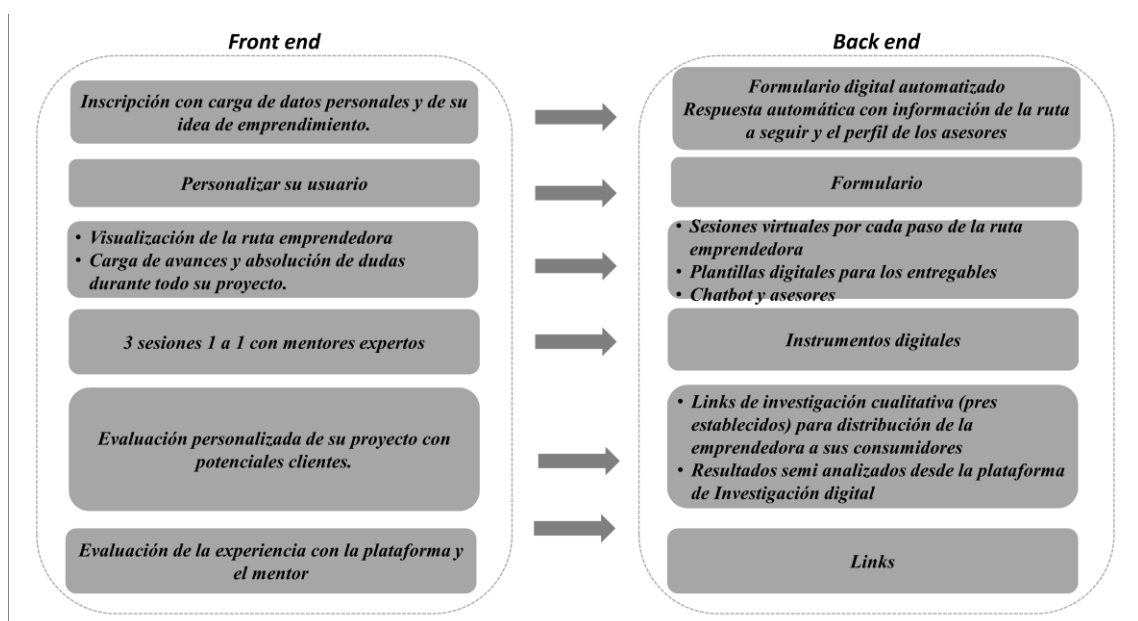 Front end
Inscripción con carga de datos personales y de su
idea de emprendimiento.
Personalizar su usuario
• Visualización de la ruta emprendedora
• Carga de avances y absolución de dudas
durante todo su proyecto.
3 sesiones 1 a 1 con mentores expertos
Evaluación personalizada de su proyecto con
potenciales clientes.
Evaluación de la experiencia con la plataforma y
el mentor
Back end
Formulario digital automatizado
Respuesta automática con información de la ruta
a seguir y el perfil de los asesores
Formulario
• Sesiones virtuales por cada paso de la ruta
emprendedora
• Plantillas digitales para los entregables
• Chatbot y asesores
Instrumentos digitales
• Links de investigación cualitativa (pres
establecidos) para distribución de la
emprendedora a sus consumidores
• Resultados semi analizados desde la plataforma
de Investigación digital
Links